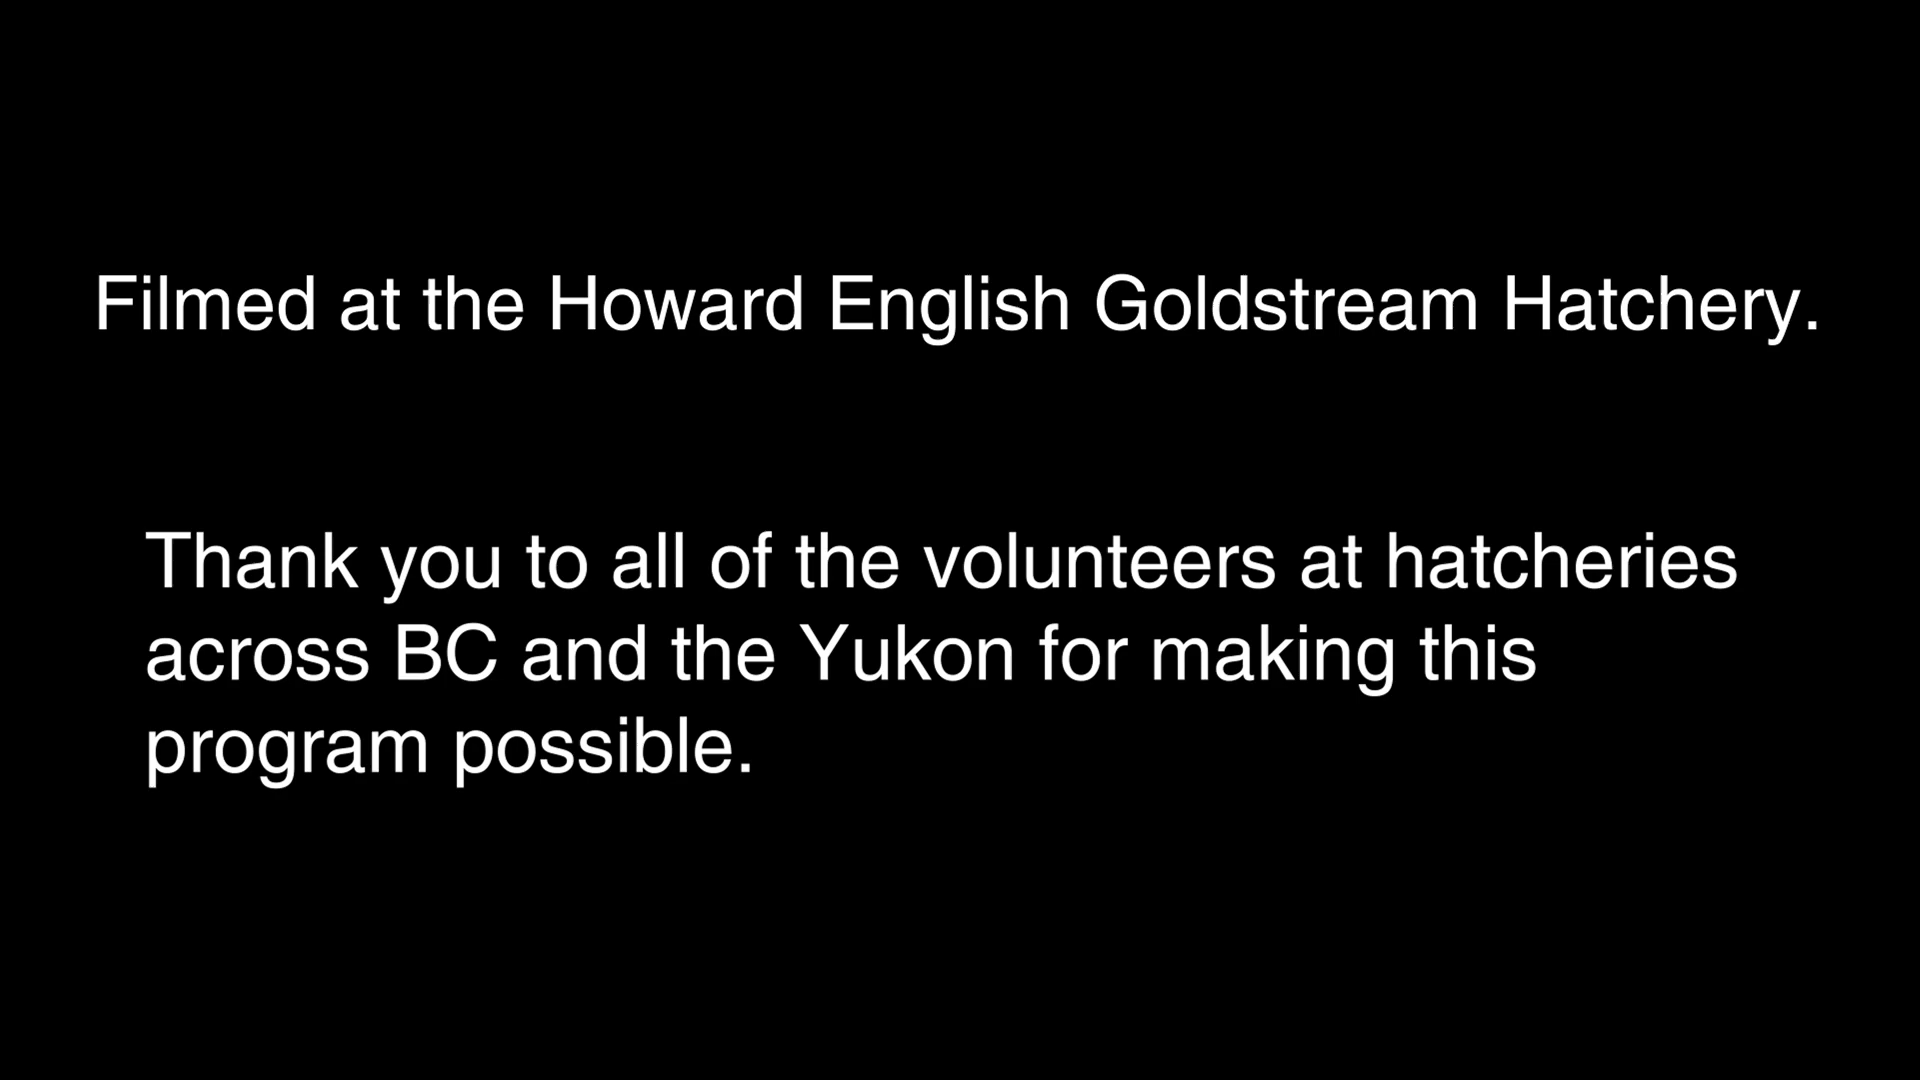 Filmed at the Howard English Goldstream Hatchery.
Thank you to all of the volunteers at hatcheries
across BC and the Yukon for making this
program possible.